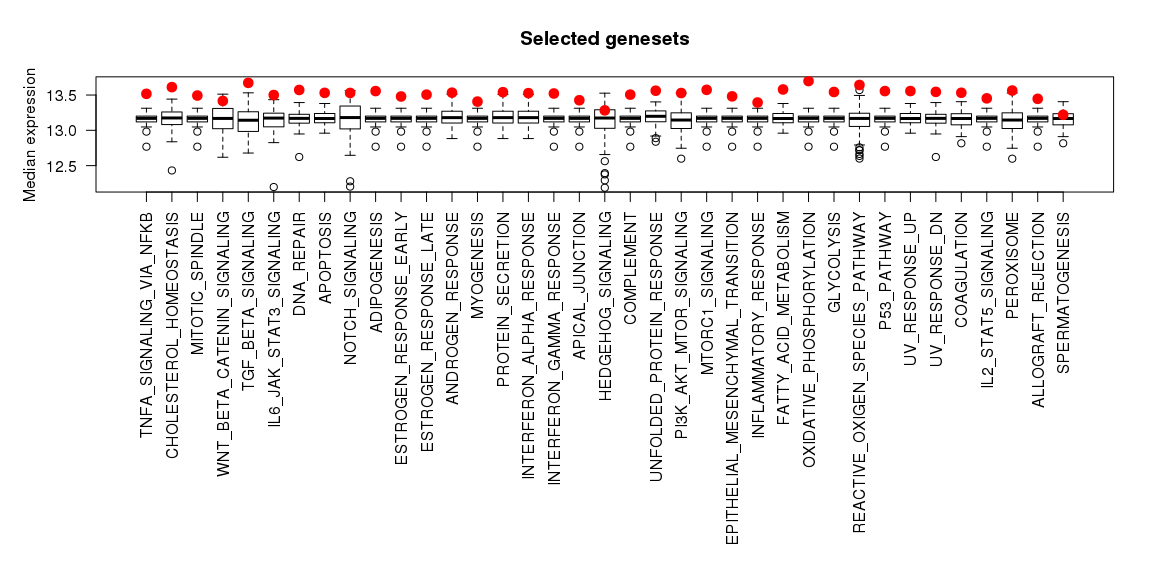 Selected genesets
Median expression
13.5
13.0
12.5
TNFA_SIGNALING_VIA_NFKB
CHOLESTEROL_HOMEOSTASIS
MITOTIC_SPINDLE
WNT_BETA_CATENIN_SIGNALING
TGF_BETA_SIGNALING
IL6_JAK_STAT3_SIGNALING
DNA_REPAIR
APOPTOSIS
NOTCH_SIGNALING
ADIPOGENESIS
ESTROGEN_RESPONSE_EARLY
ESTROGEN_RESPONSE_LATE
ANDROGEN_RESPONSE
MYOGENESIS
PROTEIN_SECRETION
INTERFERON_ALPHA_RESPONSE
INTERFERON_GAMMA_RESPONSE
APICAL_JUNCTION
HEDGEHOG_SIGNALING
COMPLEMENT
UNFOLDED_PROTEIN_RESPONSE
PI3K_AKT_MTOR_SIGNALING
MTORC1_SIGNALING
EPITHELIAL_MESENCHYMAL_TRANSITION
INFLAMMATORY_RESPONSE
FATTY_ACID_METABOLISM
OXIDATIVE_PHOSPHORYLATION
GLYCOLYSIS
REACTIVE_OXIGEN_SPECIES_PATHWAY
P53_PATHWAY
UV_RESPONSE_UP
UV_RESPONSE_DN
COAGULATION
IL2_STAT5_SIGNALING
PEROXISOME
ALLOGRAFT_REJECTION
SPERMATOGENESIS